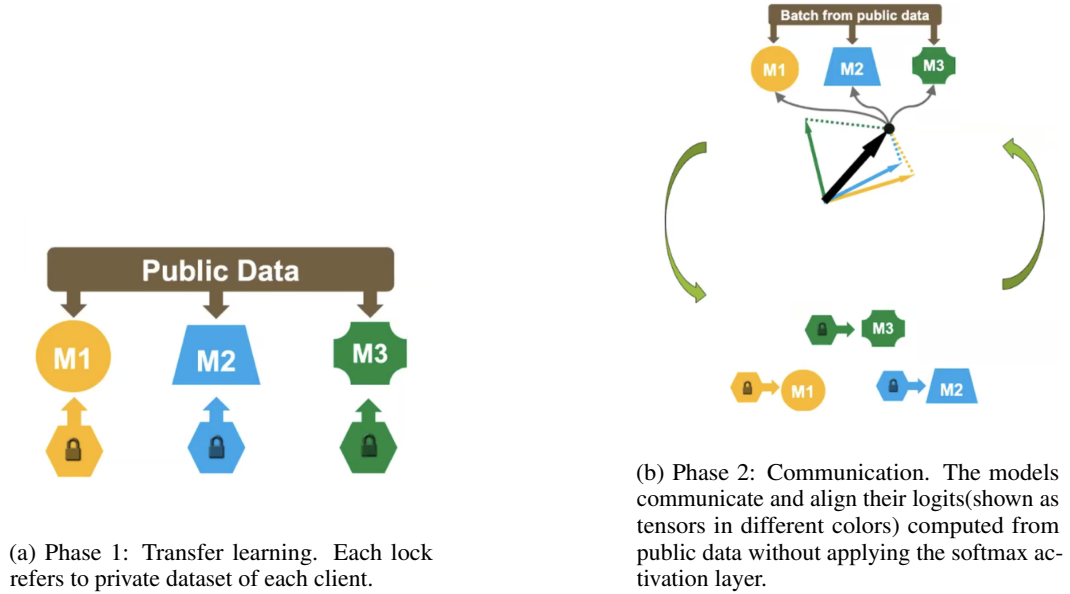 Public Data
M1
M2
M3
(a) Phase 1: Transfer learning. Each lock
refers to private dataset of each client.
Batch from public data
M1
M2
M3
M3
M1
M2
(b) Phase 2: Communication. The models
communicate and align their logits(shown as
tensors in different colors) computed from
public data without applying the softmax ac-
tivation layer.